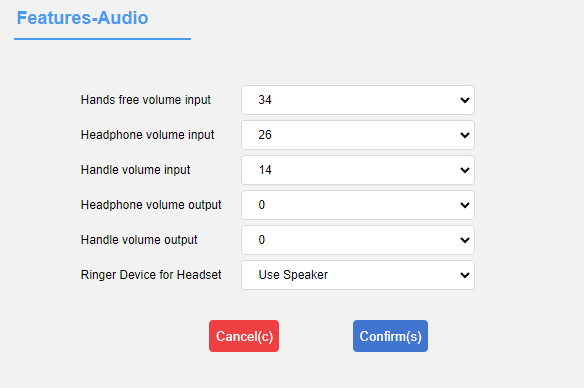 Features-Audio
Hands free volume input 34
Headphone volume input 26
Handle volume input 14
Headphone volume output 0
Handle volume output 0
Ringer Device for Headset Use Speaker
Cancel(c) Confirm(s)